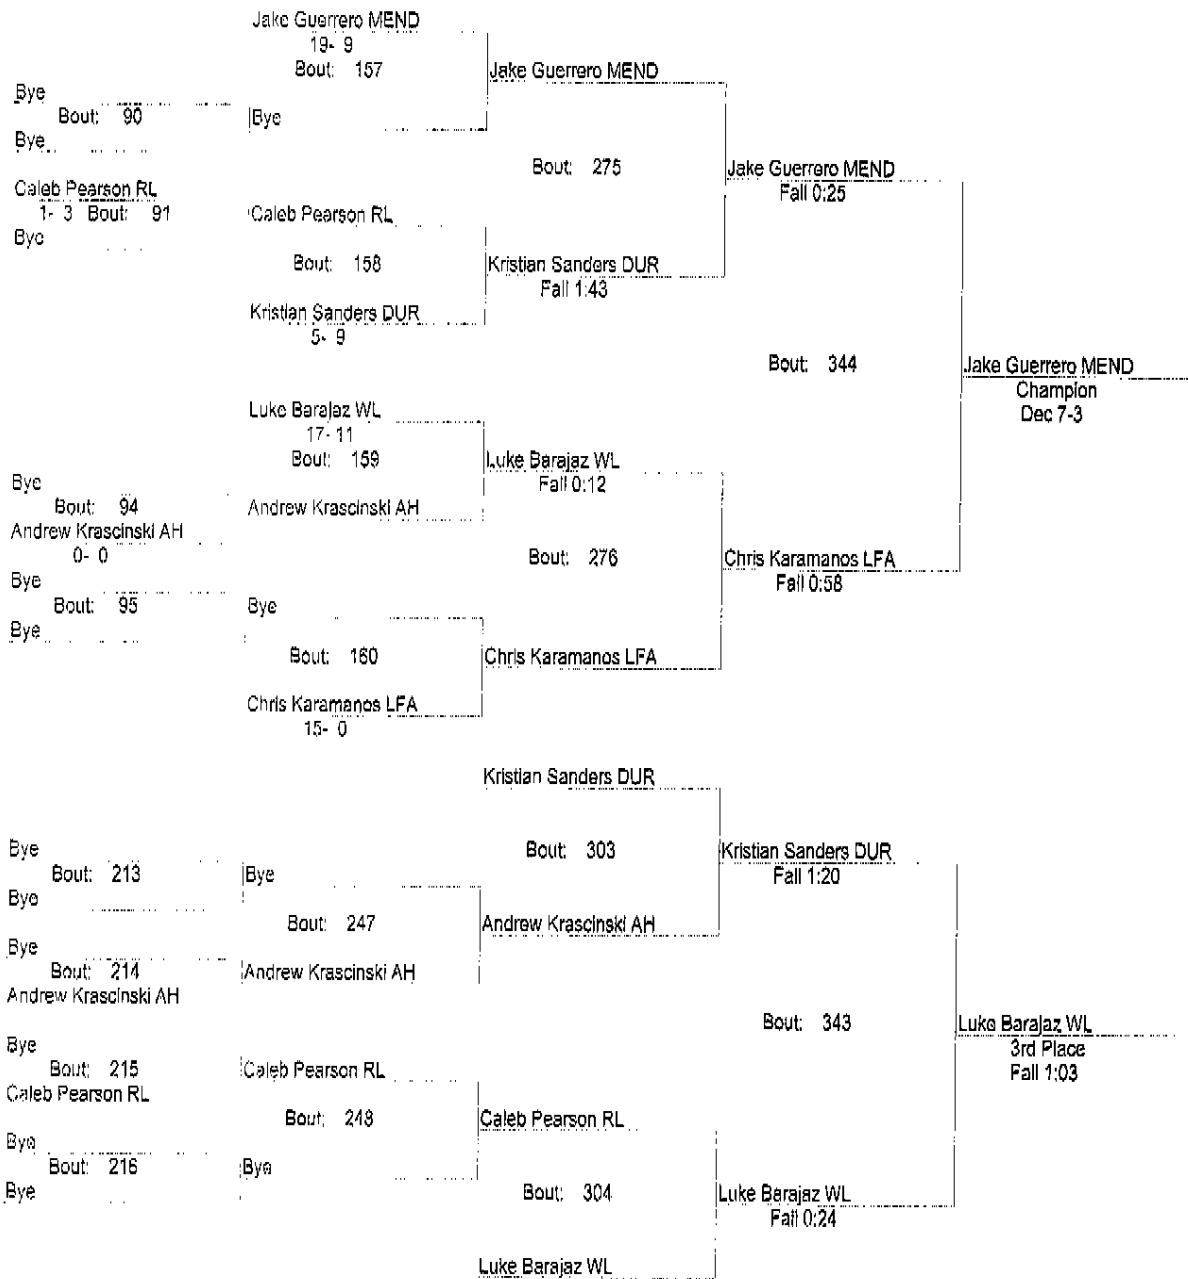 Jake Guerrero MEND
19- 9
Bout: 157
Jake Guerrero MEND
Bye
Bout: 90
Bye
Bye
Bout: 275
Jake Guerrero MEND
Fall 0:25
Caleb Pearson RL
1- 3 Bout: 91
Bye
Caleb Pearson RL
Bout: 158
Kristian Sanders DUR
Fall 1:43
Kristian Sanders DUR
5- 9
Bout: 344
Jake Guerrero MEND
Champion
Dec 7-3
Luke Barajaz WL
17- 11
Bout: 159
Luke Barajaz WL
Fall 0:12
Bye
Bout: 94
Andrew Krascinski AH
0- 0
Andrew Krascinski AH
Bout: 276
Chris Karamanos LFA
Fall 0:58
Bye
Bout: 95
Bye
Bye
Bout: 160
Chris Karamanos LFA
Chris Karamanos LFA
15- 0
Kristian Sanders DUR
Bout: 303
Kristian Sanders DUR
Fall 1:20
Bye
Bout: 213
Bye
Bye
Bout: 247
Andrew Krascinski AH
Bye
Bout: 214
Andrew Krascinski AH
Andrew Krascinski AH
Bout: 343
Luke Barajaz WL
3rd Place
Fall 1:03
Bye
Bout: 215
Caleb Pearson RL
Caleb Pearson RL
Bout: 248
Caleb Pearson RL
Bye
Bout: 216
Bye
Bye
Bout: 304
Luke Barajaz WL
Fall 0:24
Luke Barajaz WL